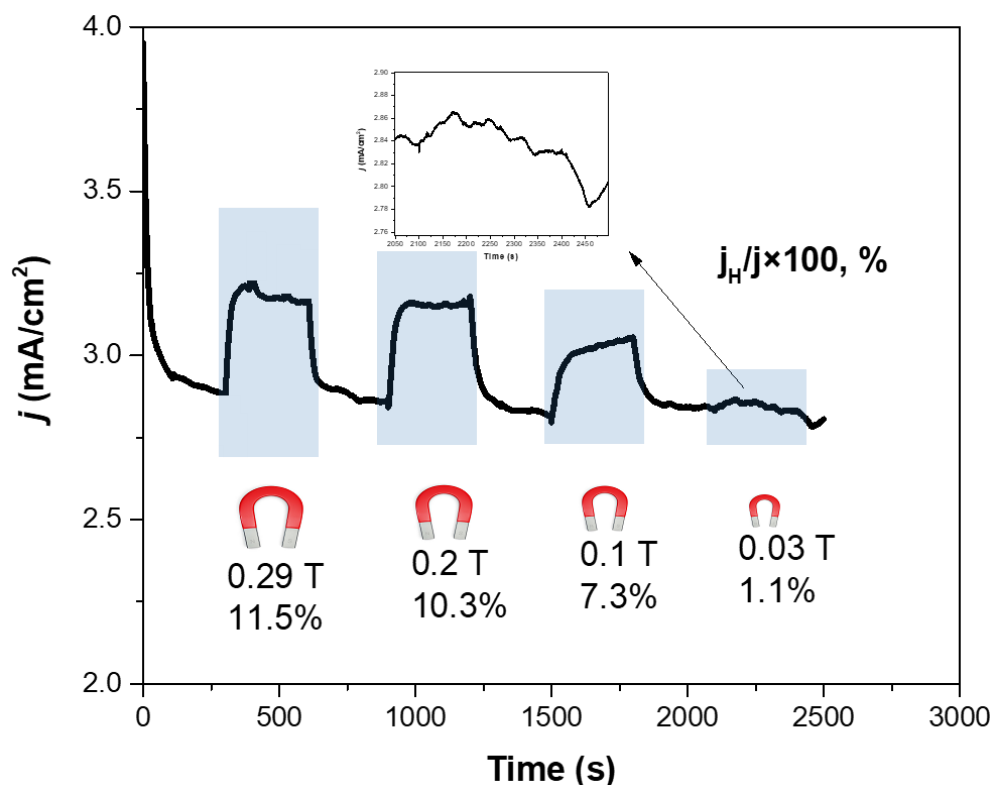 4.0
3.5
3.0
2.5
2.0
j (mA/cm²)
2.90
2.88
2.86
2.84
2.82
2.80
2.78
2.76
j (mA/cm²)
2050 2100 2150 2200 2250 2300 2350 2400 2450
Time (s)
j_H/j×100, %
0.29 T
11.5%
0.2 T
10.3%
0.1 T
7.3%
0.03 T
1.1%
0 500 1000 1500 2000 2500 3000
Time (s)